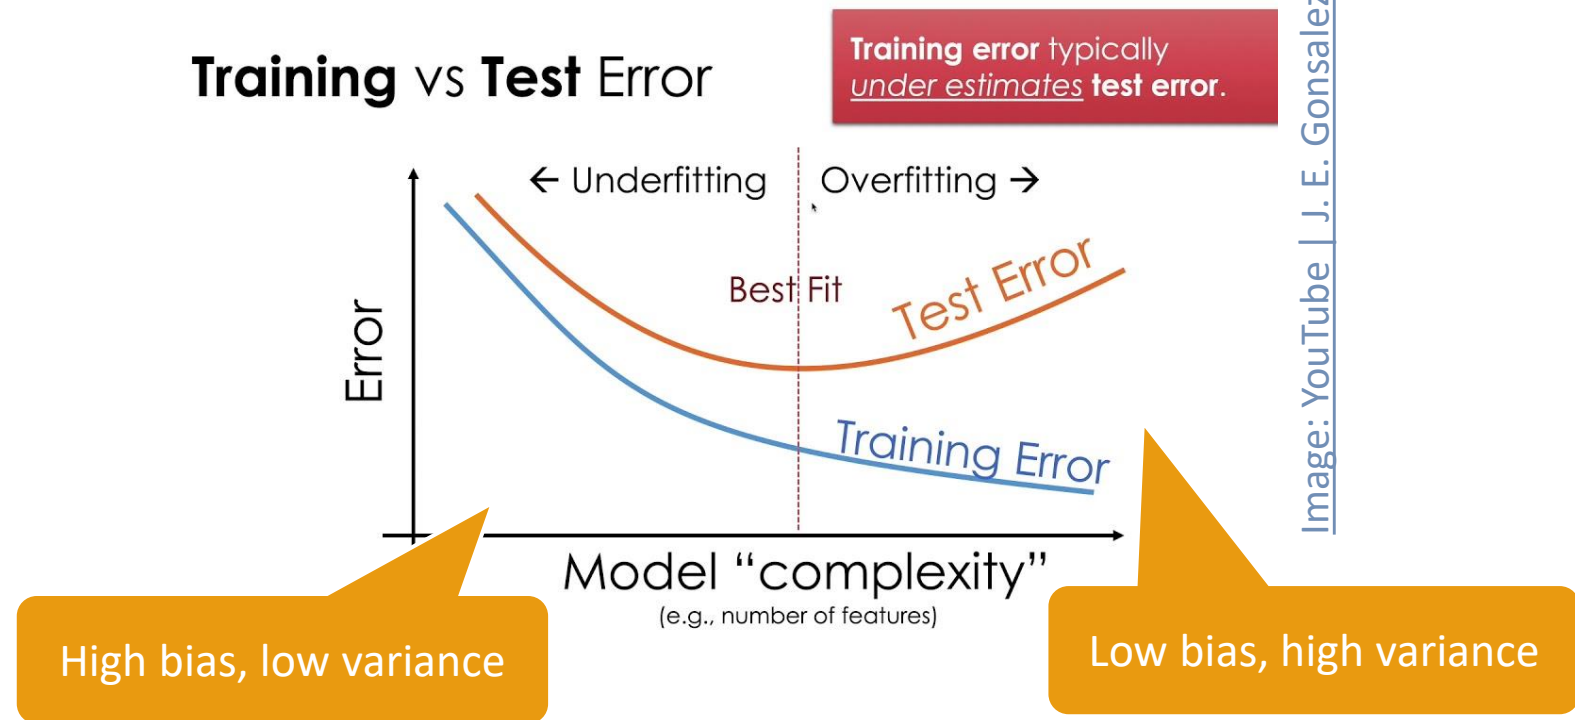 Training vs Test Error
Training error typically
under estimates test error.
← Underfitting
Overfitting →
Best Fit
Test Error
Training Error
Error
Model “complexity”
(e.g., number of features)
High bias, low variance
Low bias, high variance
Image: YouTube | J. E. Gonsalez